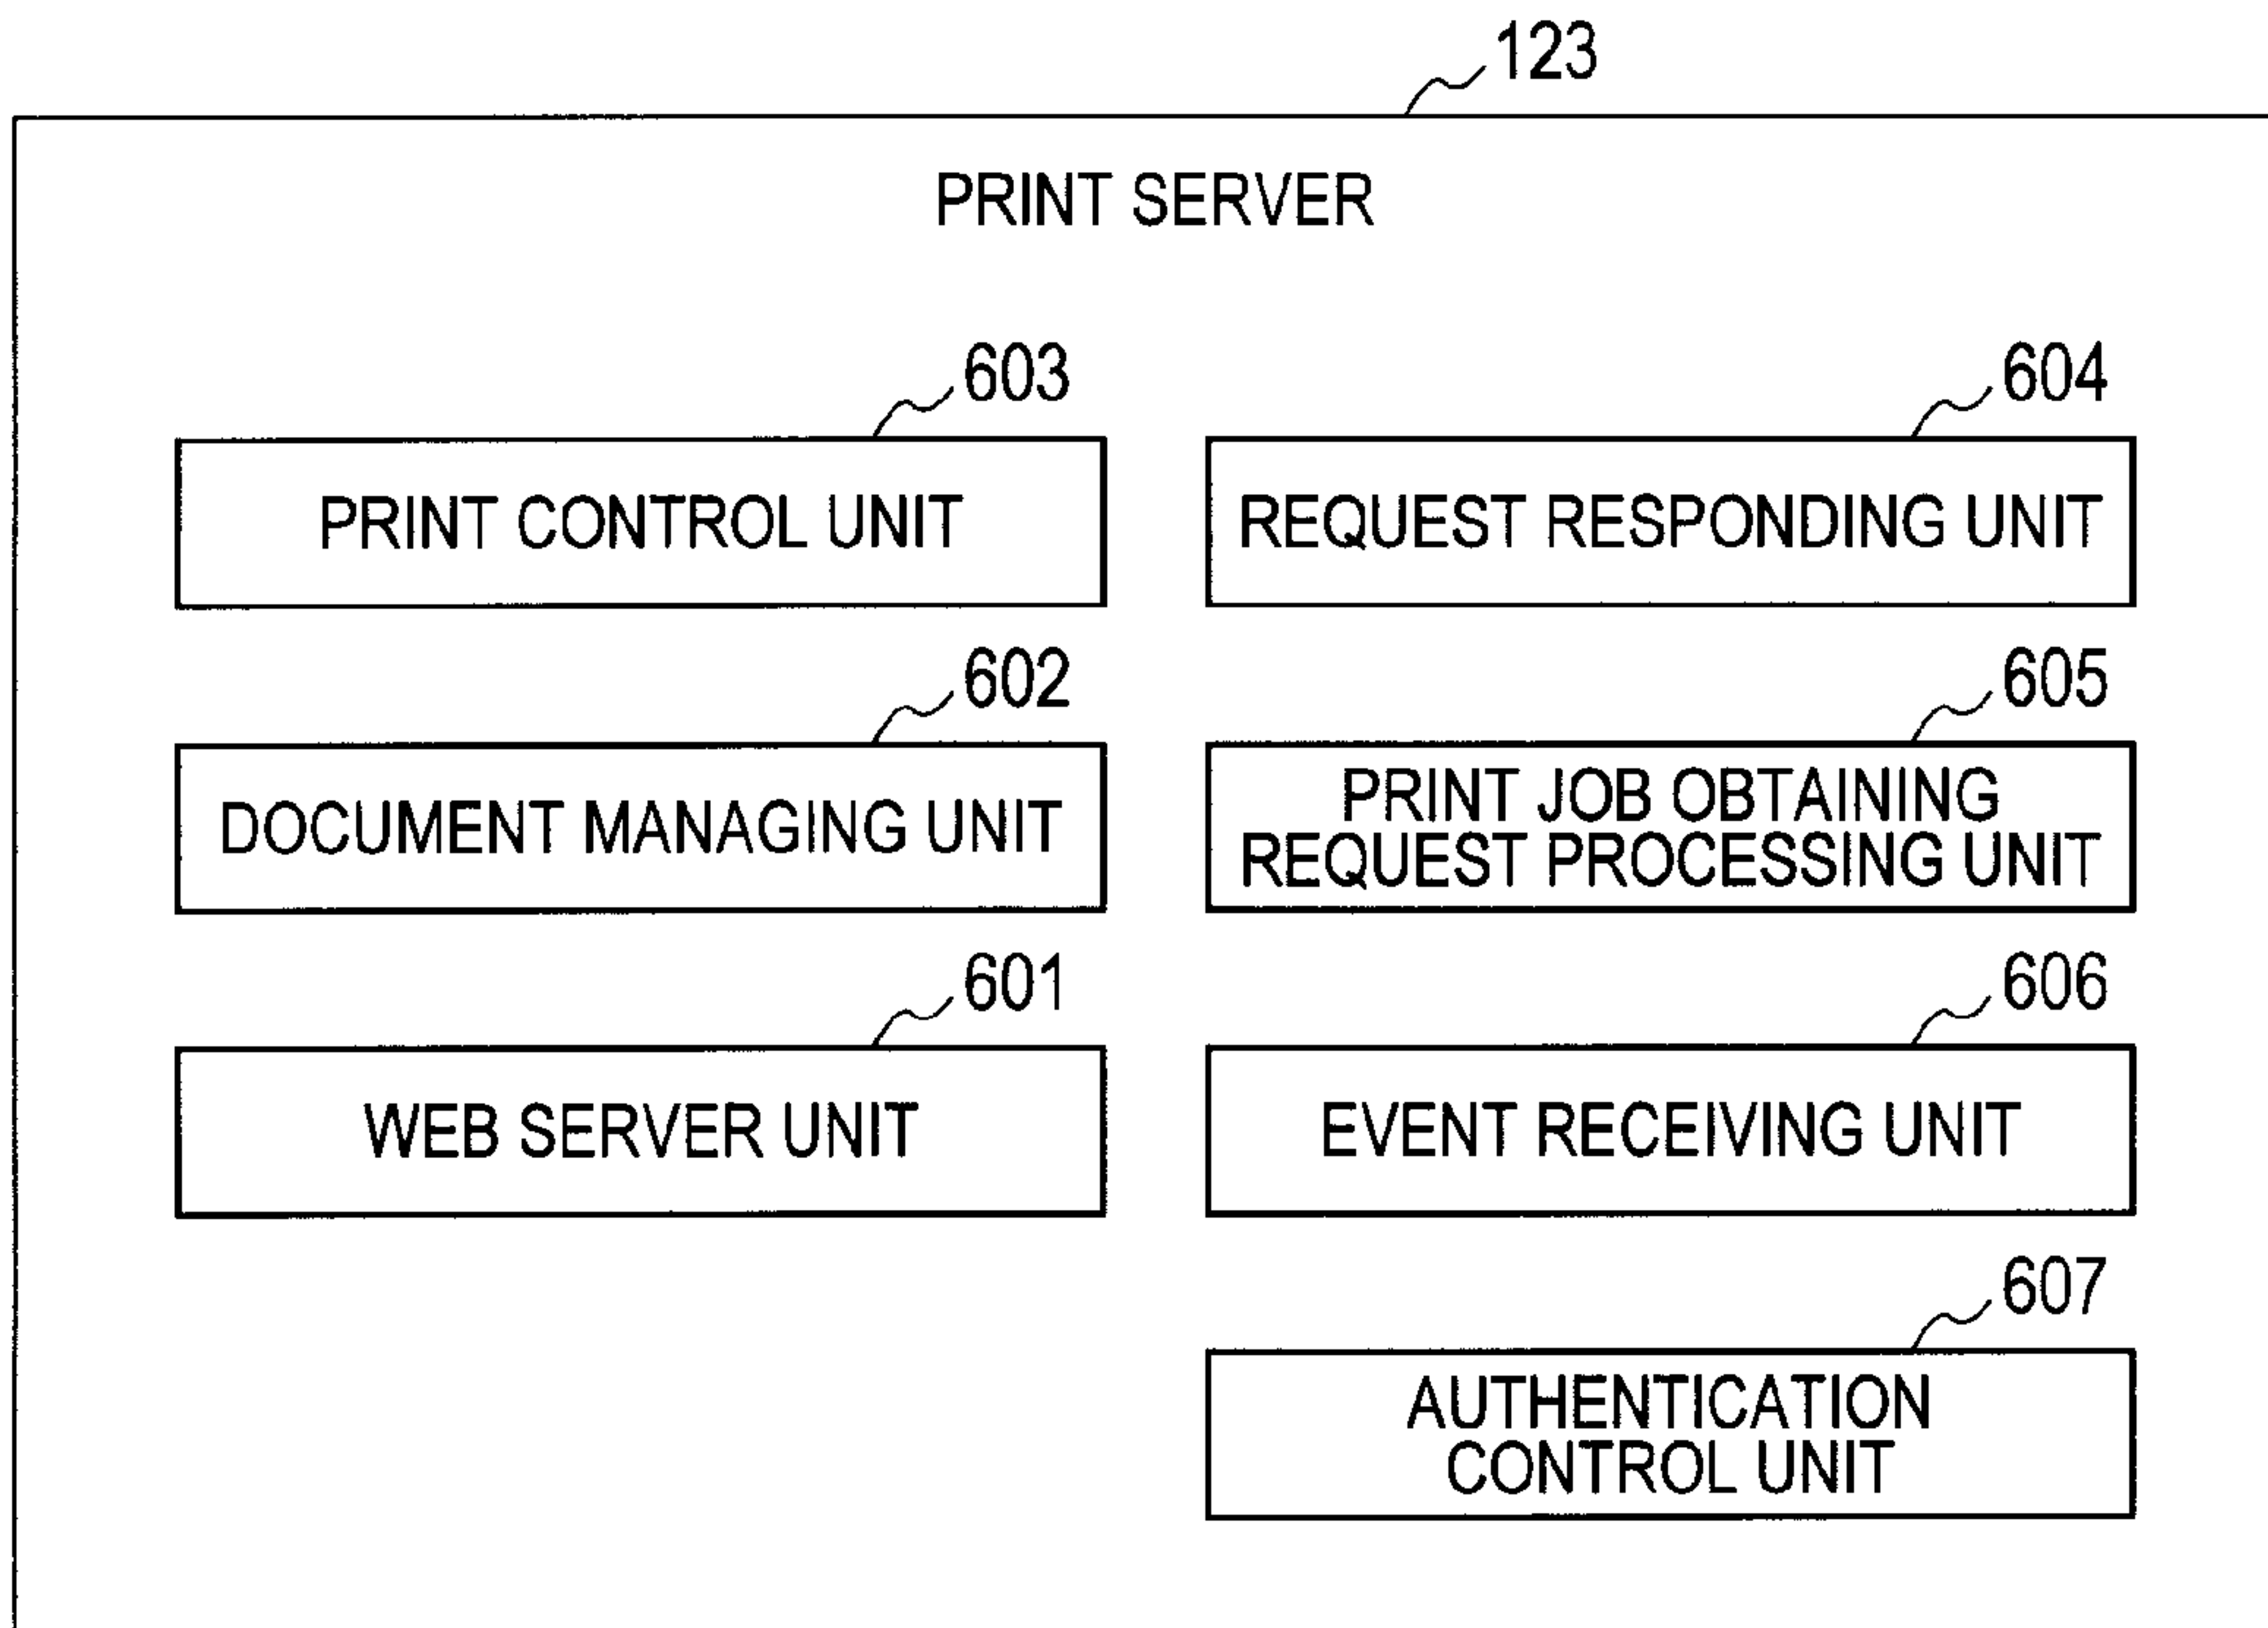 123
PRINT SERVER
603
PRINT CONTROL UNIT
604
REQUEST RESPONDING UNIT
602
DOCUMENT MANAGING UNIT
605
PRINT JOB OBTAINING
REQUEST PROCESSING UNIT
601
WEB SERVER UNIT
606
EVENT RECEIVING UNIT
607
AUTHENTICATION
CONTROL UNIT